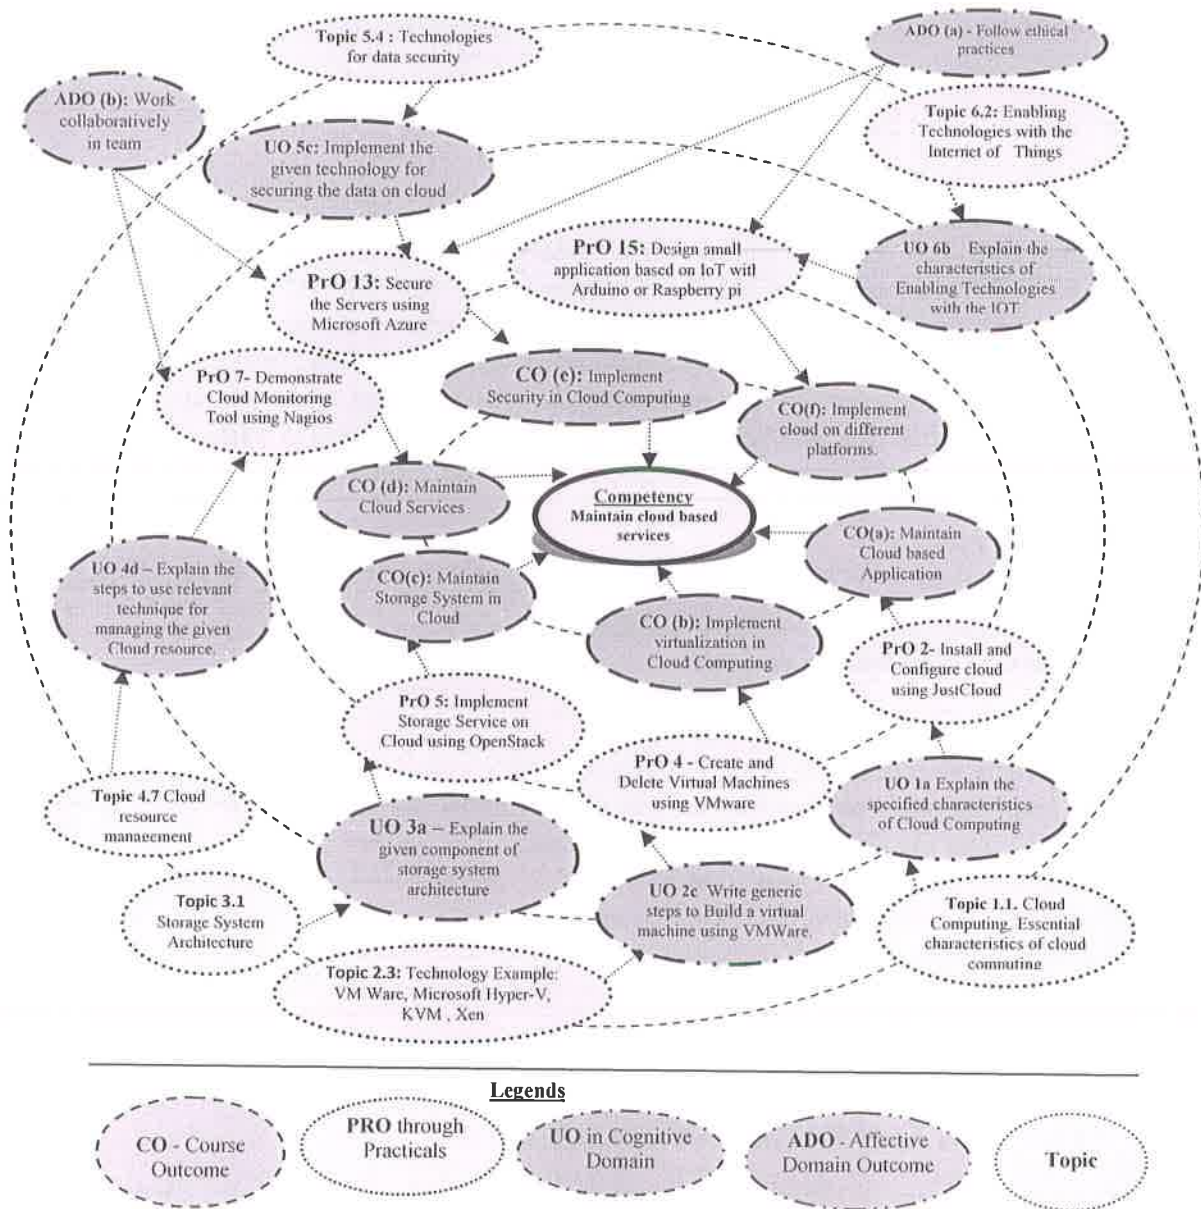 Topic 5.4 : Technologies
for data security
ADO (a) - Follow ethical
practices
ADO (b): Work
collaboratively
in team
Topic 6.2: Enabling
Technologies with the
Internet of Things
UO 5c: Implement the
given technology for
securing the data on cloud
PrO 15: Design small
application based on IoT with
Arduino or Raspberry pi
UO 6b Explain the
characteristics of
Enabling Technologies
with the IOT
PrO 13: Secure
the Servers using
Microsoft Azure
PrO 7- Demonstrate
Cloud Monitoring
Tool using Nagios
CO (e): Implement
Security in Cloud Computing
CO(f): Implement
cloud on different
platforms.
CO (d): Maintain
Cloud Services
Competency
Maintain cloud based
services
CO(a): Maintain
Cloud based
Application
UO 4d – Explain the
steps to use relevant
technique for
managing the given
Cloud resource.
CO(c): Maintain
Storage System in
Cloud
CO (b): Implement
virtualization in
Cloud Computing
PrO 2- Install and
Configure cloud
using JustCloud
PrO 5: Implement
Storage Service on
Cloud using OpenStack
PrO 4 - Create and
Delete Virtual Machines
using VMware
UO 1a Explain the
specified characteristics
of Cloud Computing
Topic 4.7 Cloud
resource
management
UO 3a – Explain the
given component of
storage system
architecture
UO 2c Write generic
steps to Build a virtual
machine using VMWare.
Topic 3.1
Storage System
Architecture
Topic 1.1. Cloud
Computing, Essential
characteristics of cloud
computing
Topic 2.3: Technology Example:
VM Ware, Microsoft Hyper-V,
KVM , Xen
Legends
CO - Course
Outcome
PRO through
Practicals
UO in Cognitive
Domain
ADO - Affective
Domain Outcome
Topic